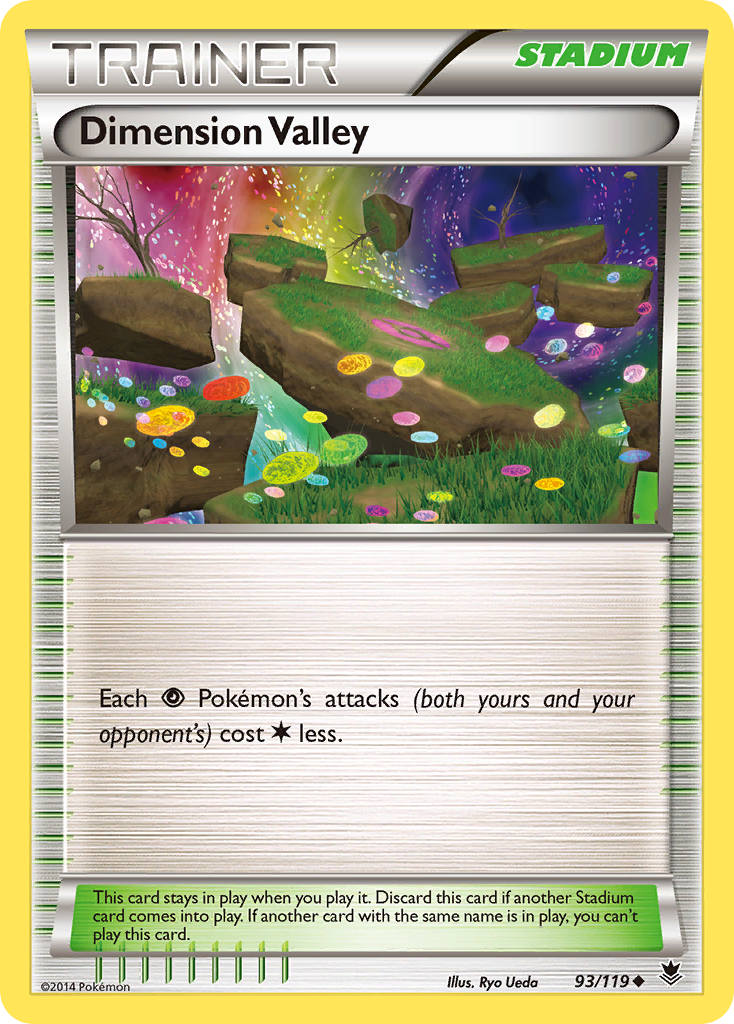 TRAINER
STADIUM
Dimension Valley
Each Pokémon's attacks (both yours and your
opponent's) cost less.
This card stays in play when you play it. Discard this card if another Stadium
card comes into play. If another card with the same name is in play, you can't
play this card.
©2014 Pokémon
Illus. Ryo Ueda
93/119